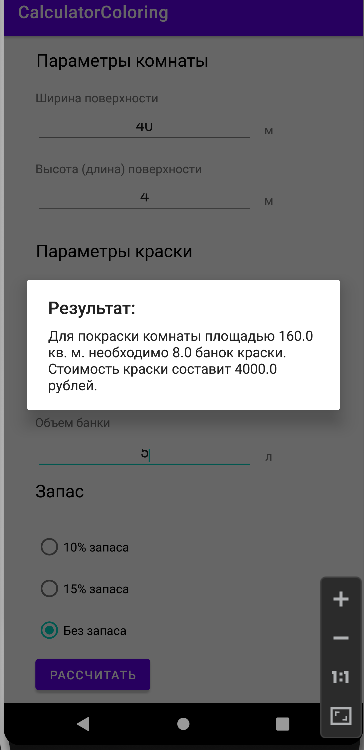 CalculatorColoring
Параметры комнаты
Ширина поверхности
40
м
Высота (длина) поверхности
4
м
Параметры краски
Результат:
Для покраски комнаты площадью 160.0
кв. м. необходимо 8.0 банок краски.
Стоимость краски составит 4000.0
рублей.
Объем банки
5
л
Запас
10% запаса
15% запаса
Без запаса
РАССЧИТАТЬ
1:1